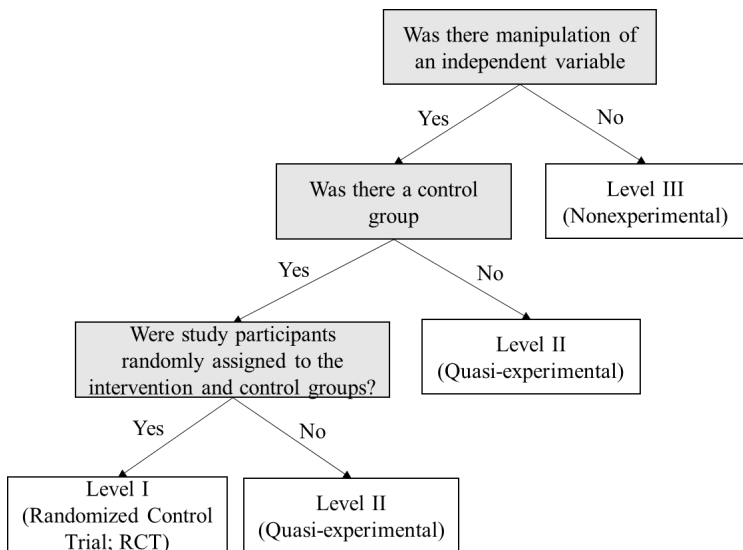 Was there manipulation of
an independent variable
Yes
No
Was there a control
group
Level III
(Nonexperimental)
Yes
No
Were study participants
randomly assigned to the
intervention and control groups?
Level II
(Quasi-experimental)
Yes
No
Level I
(Randomized Control
Trial; RCT)
Level II
(Quasi-experimental)